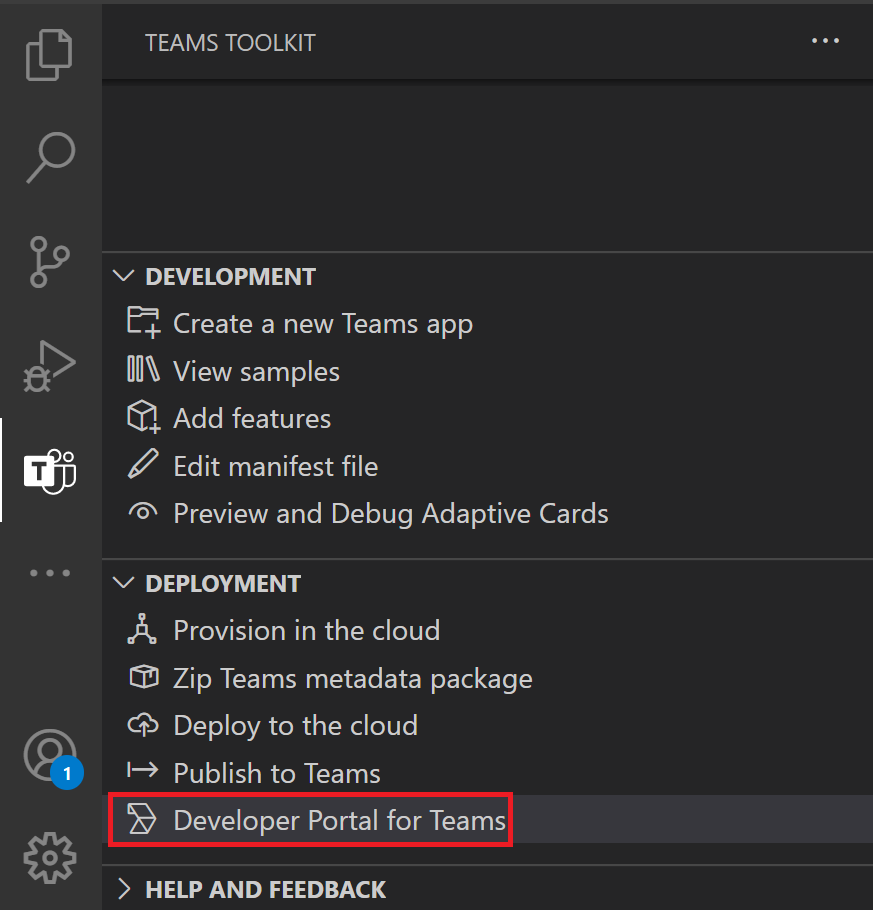 TEAMS TOOLKIT
DEVELOPMENT
Create a new Teams app
View samples
Add features
Edit manifest file
Preview and Debug Adaptive Cards
T
DEPLOYMENT
Provision in the cloud
Zip Teams metadata package
Deploy to the cloud
Publish to Teams
1
Developer Portal for Teams
HELP AND FEEDBACK